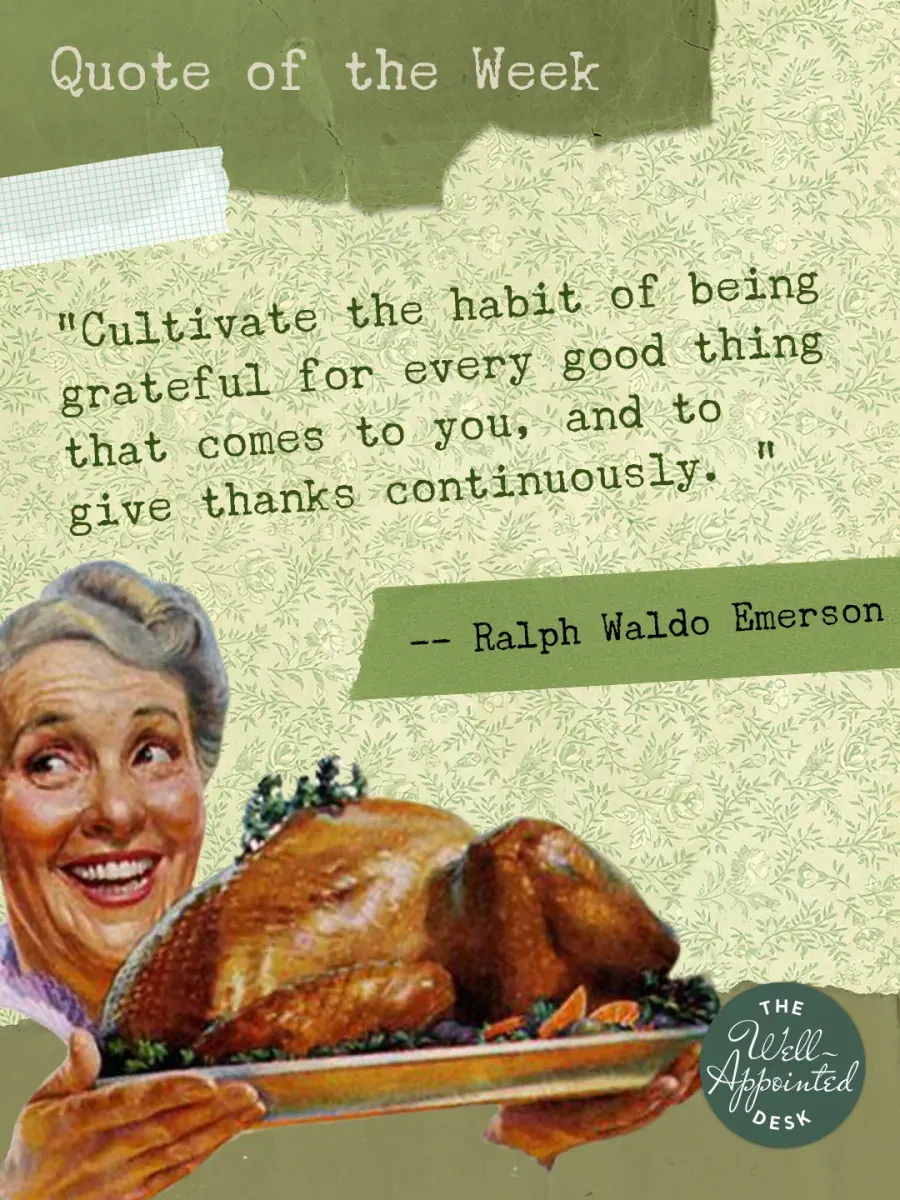 Quote of the Week
"Cultivate the habit of being
grateful for every good thing
that comes to you, and to
give thanks continuously. "
-- Ralph Waldo Emerson
THE
Well-
Appointed
DESK